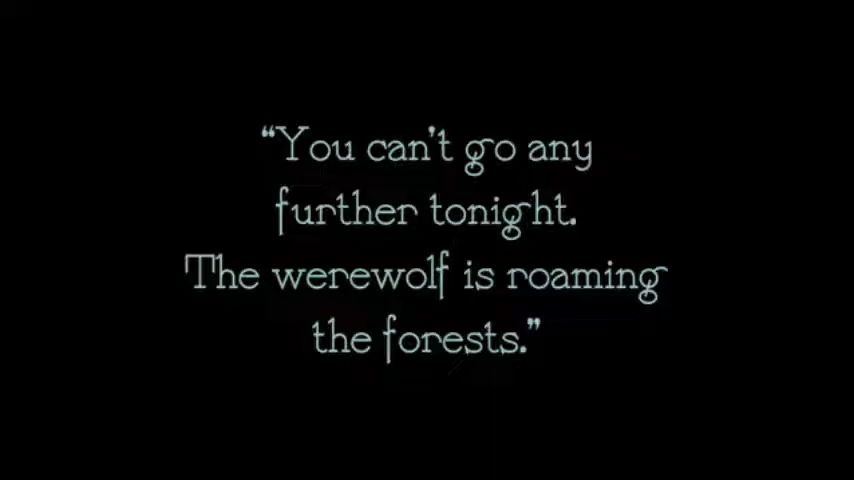 “You can't go any
further tonight.
The werewolf is roaming
the forests.”